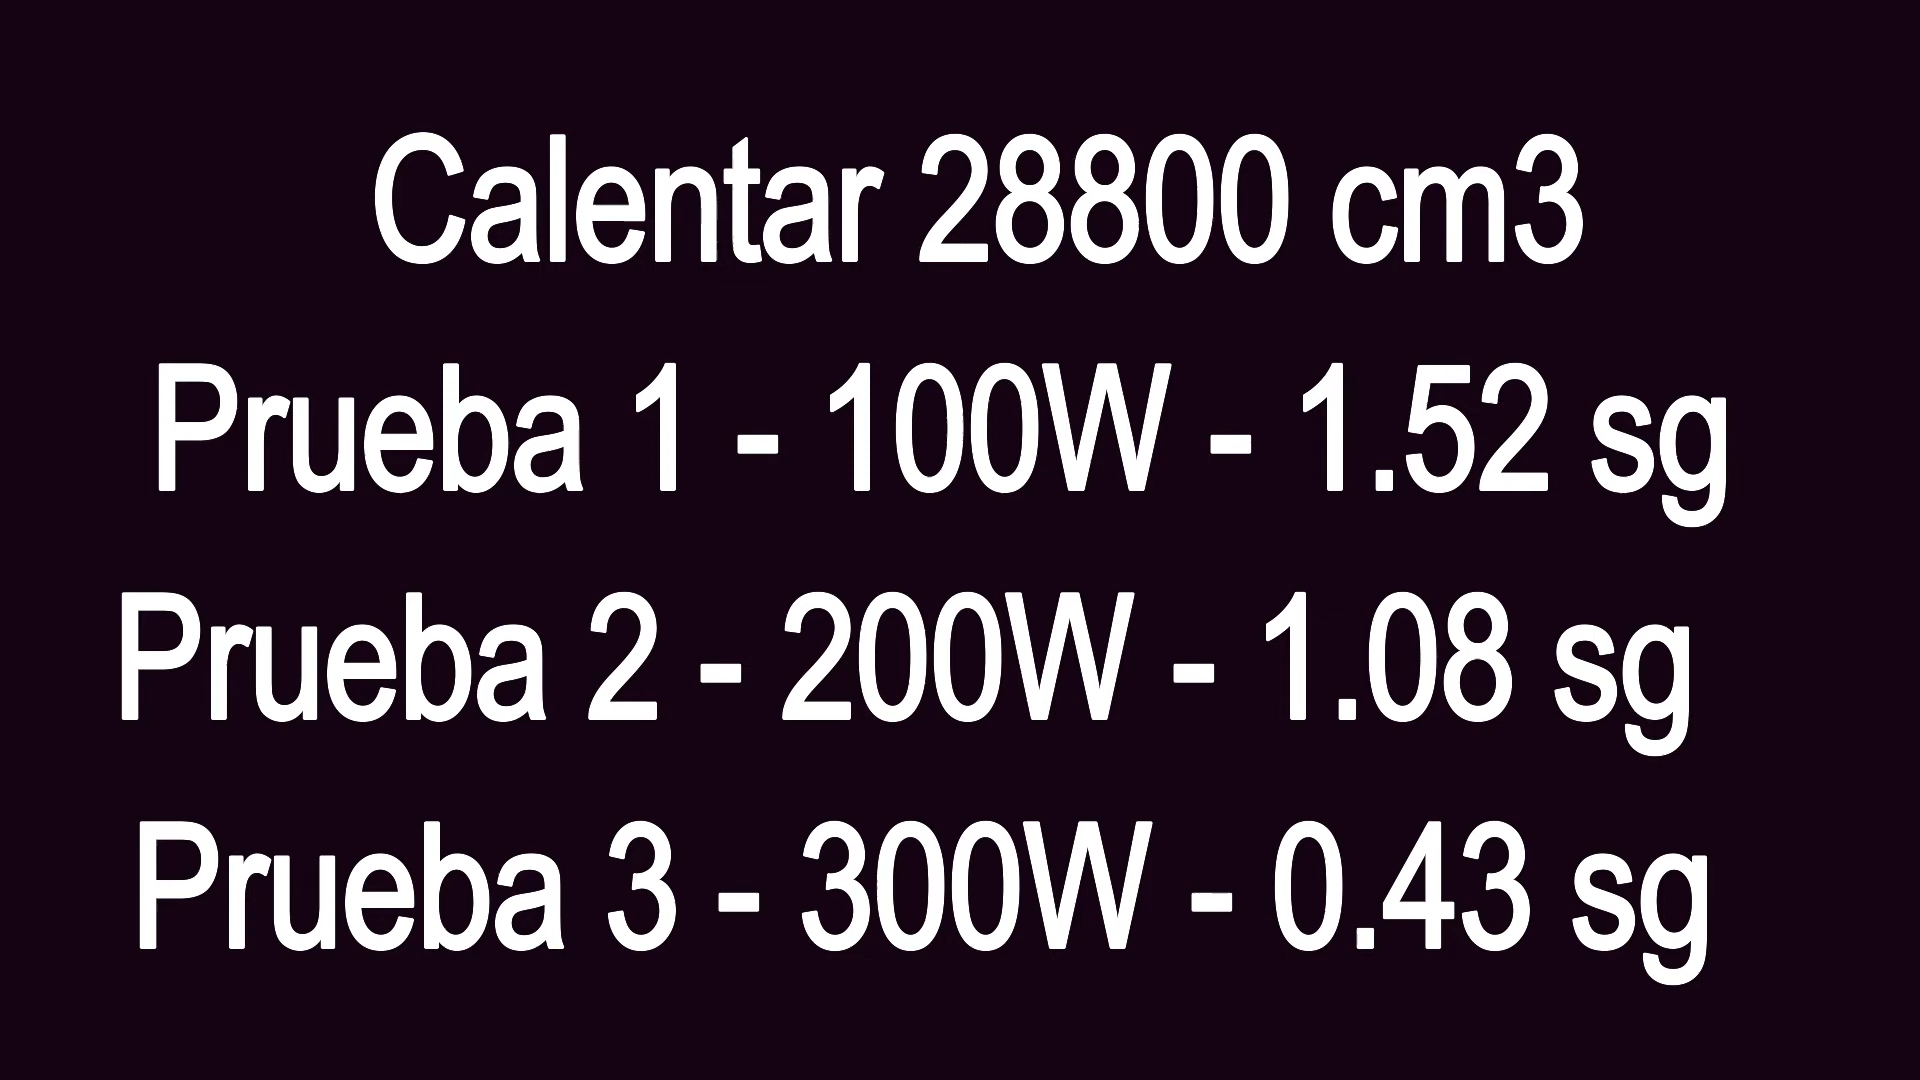 Calentar 28800 cm3
Prueba 1 - 100W - 1.52 sg
Prueba 2 - 200W - 1.08 sg
Prueba 3 - 300W - 0.43 sg